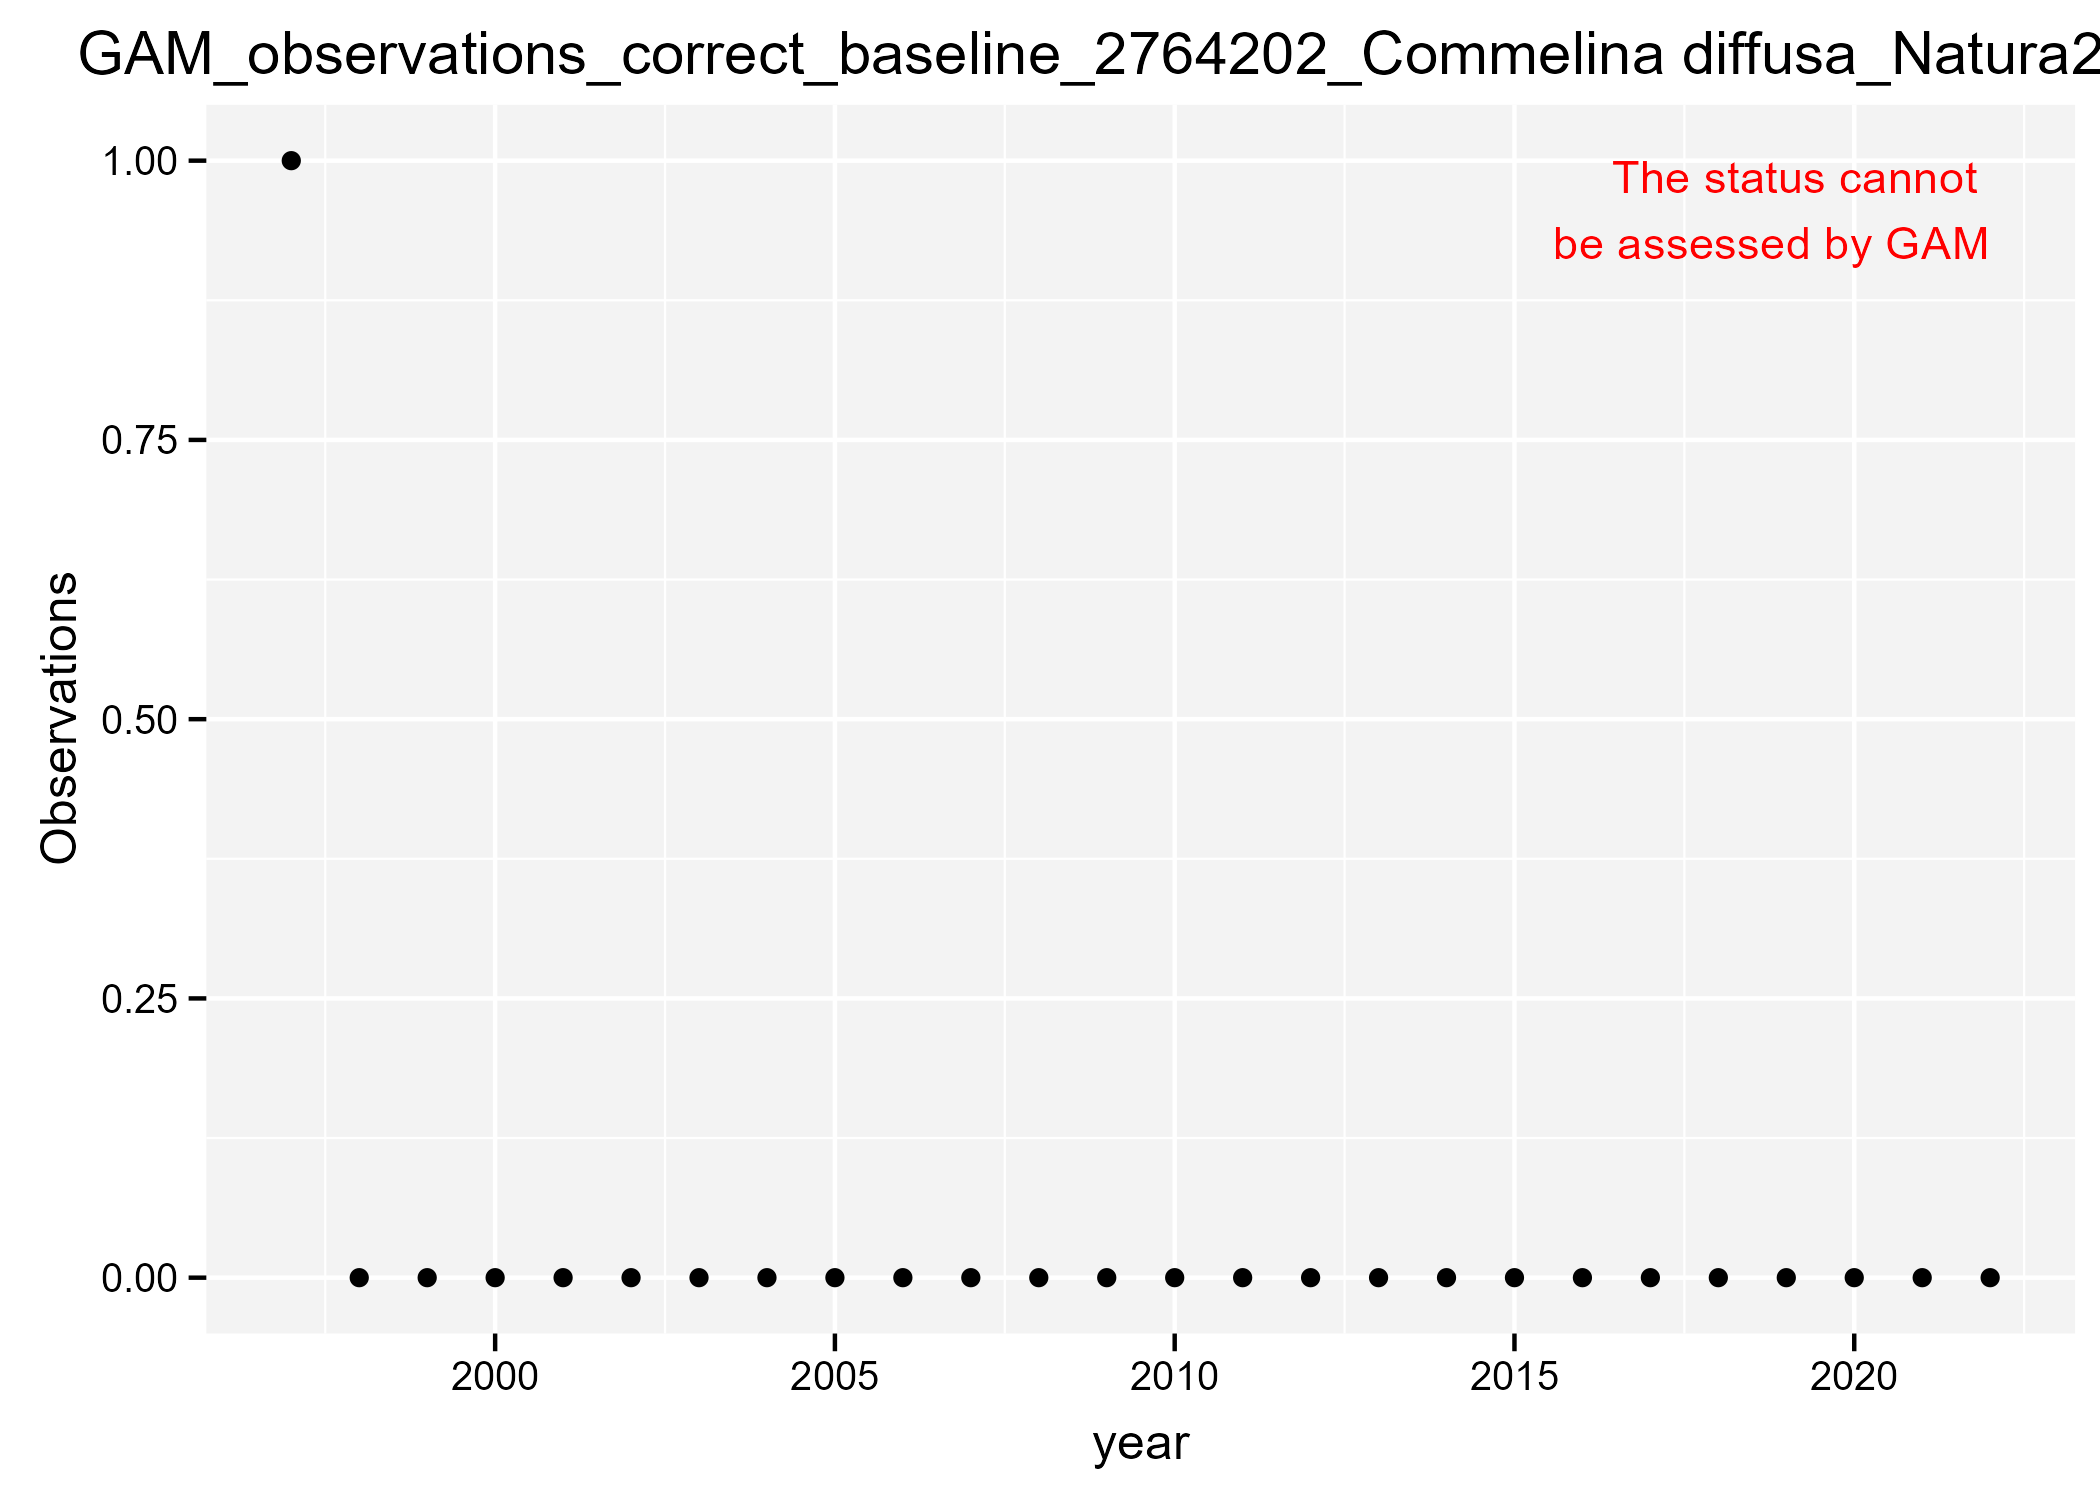 GAM_observations_correct_baseline_2764202_Commelina diffusa_Natura2
1.00
The status cannot
be assessed by GAM
0.75
Observations
0.50
0.25
0.00
2000 2005 2010 2015 2020
year